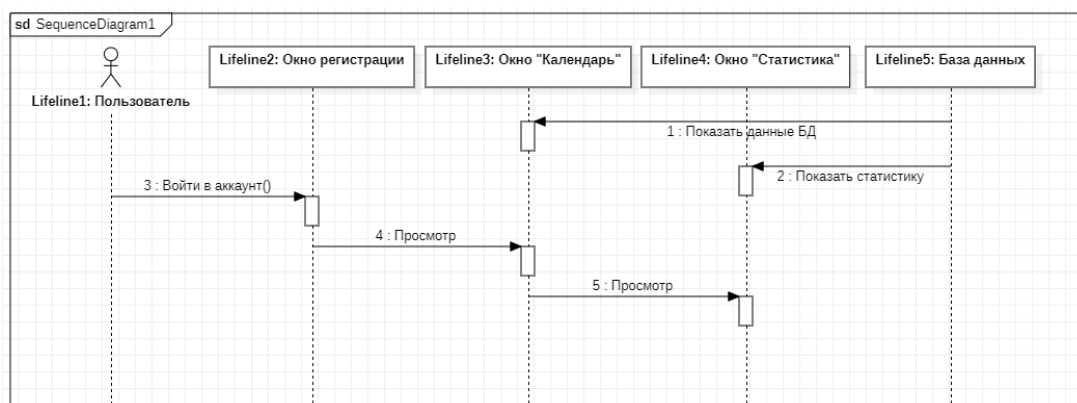 sd SequenceDiagram1
Lifeline1: Пользователь
Lifeline2: Окно регистрации
Lifeline3: Окно "Календарь"
Lifeline4: Окно "Статистика"
Lifeline5: База данных
1 : Показать данные БД
2 : Показать статистику
3 : Войти в аккаунт()
4 : Просмотр
5 : Просмотр